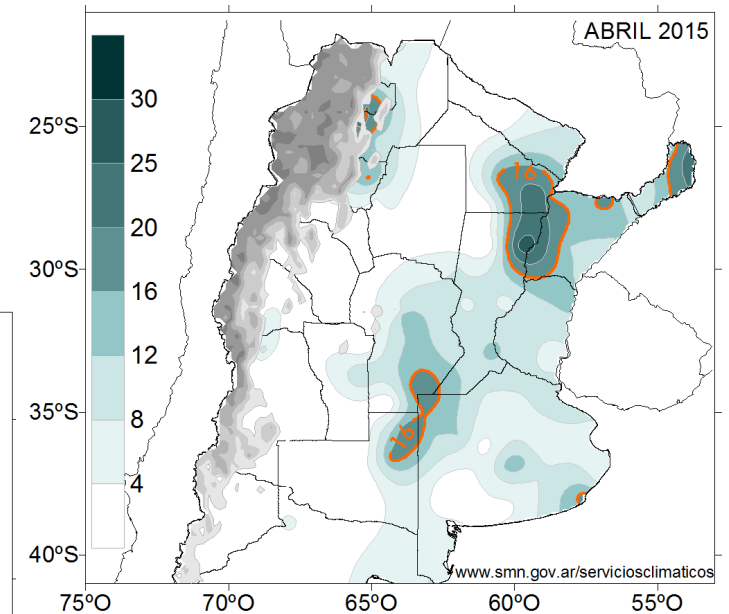 ABRIL 2015
30
25
20
16
12
8
4
25ºS
30ºS
35ºS
40ºS
16
16
www.smn.gov.ar/serviciosclimaticos
75ºO
70ºO
65ºO
60ºO
55ºO